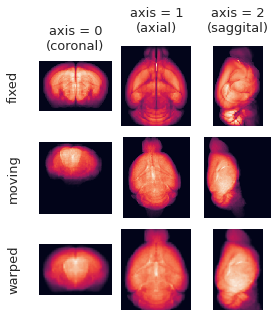 axis = 0
(coronal)
axis = 1
(axial)
axis = 2
(saggital)
fixed
moving
warped